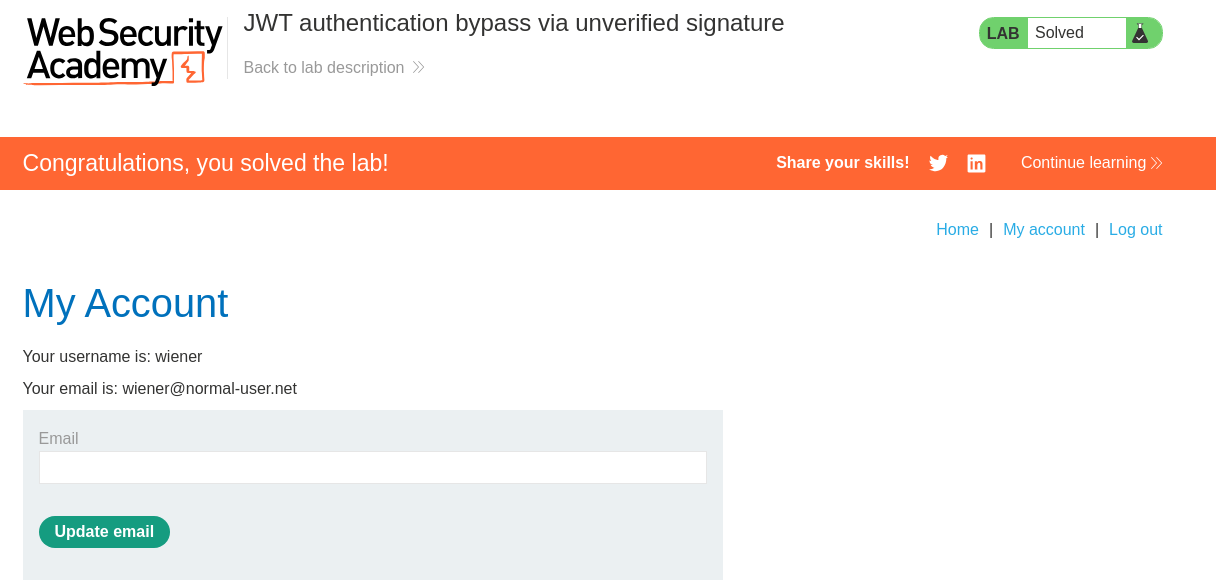 Web Security
Academy
JWT authentication bypass via unverified signature
Back to lab description
LAB Solved
Congratulations, you solved the lab!
Share your skills!
Continue learning
Home | My account | Log out
My Account
Your username is: wiener
Your email is: wiener@normal-user.net
Email
Update email